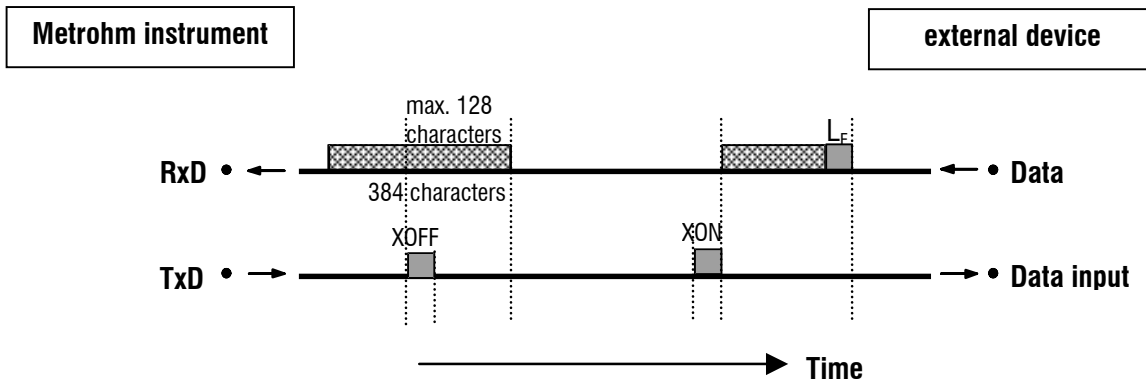 Metrohm instrument
external device
max. 128
characters
LF
RxD
Data
384 characters
XOFF
XON
TxD
Data input
Time